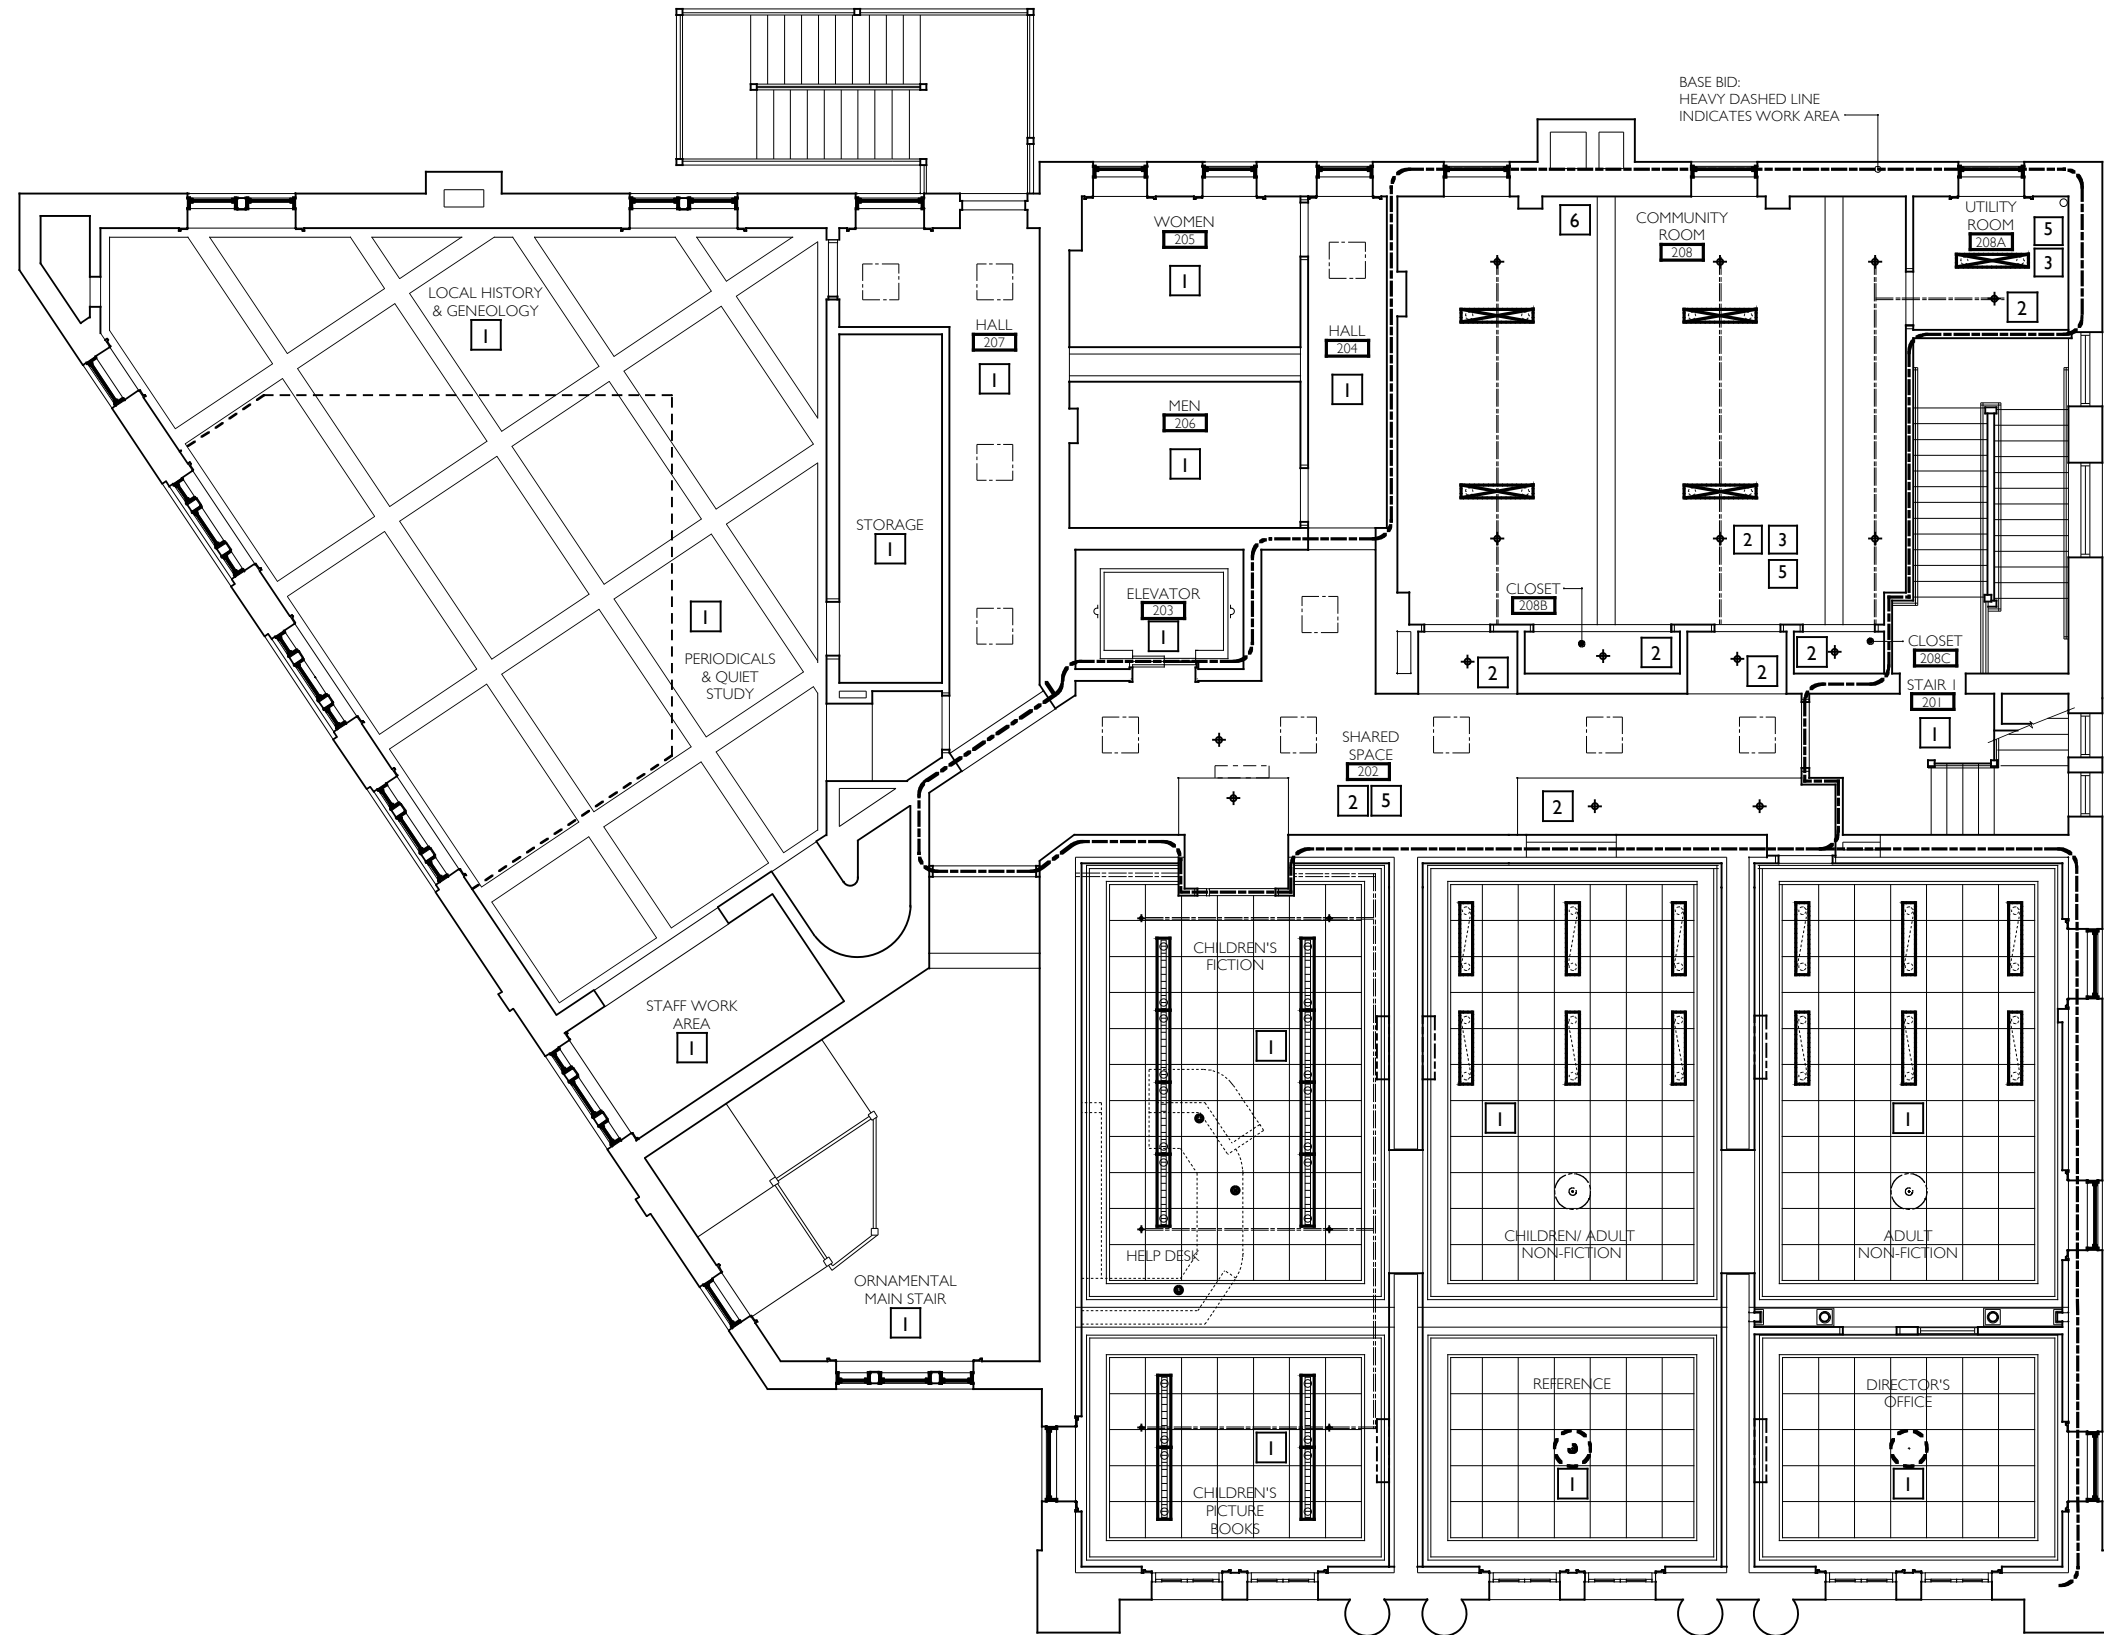 BASE BID:
HEAVY DASHED LINE
INDICATES WORK AREA
WOMEN
205
1
6
COMMUNITY
ROOM
208
UTILITY
ROOM
208A
5
3
2
LOCAL HISTORY
& GENEOLOGY
1
HALL
207
1
HALL
204
1
MEN
206
1
STORAGE
1
2
3
5
CLOSET
208B
ELEVATOR
203
1
1
PERIODICALS
& QUIET
STUDY
2
2
2
2
CLOSET
208C
STAIR 1
201
1
SHARED
SPACE
202
2
5
2
CHILDREN'S
FICTION
1
STAFF WORK
AREA
1
1
1
HELP DESK
CHILDREN/ ADULT
NON-FICTION
ADULT
NON-FICTION
ORNAMENTAL
MAIN STAIR
1
REFERENCE
1
DIRECTOR'S
OFFICE
1
1
CHILDREN'S
PICTURE
BOOKS